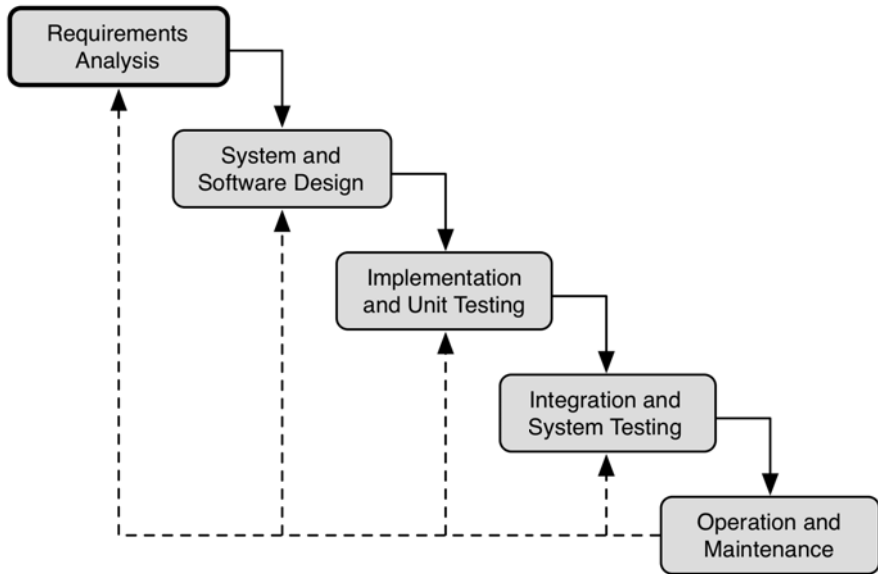 Requirements
Analysis
System and
Software Design
Implementation
and Unit Testing
Integration and
System Testing
Operation and
Maintenance